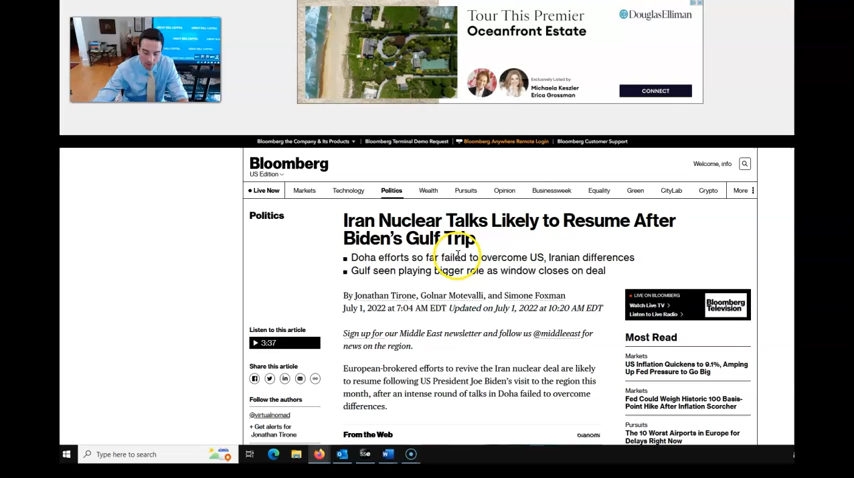 Tour This Premier
Oceanfront Estate
DouglasElliman
Exclusively Listed by
Michaela Keszler
Erica Grossman
CONNECT
Bloomberg the Company & Its Products
Bloomberg Terminal Demo Request
Bloomberg Anywhere Remote Login
Bloomberg Customer Support
Bloomberg
US Edition
Welcome, info
Live Now
Markets
Technology
Politics
Wealth
Pursuits
Opinion
Businessweek
Equality
Green
CityLab
Crypto
More
Politics
Iran Nuclear Talks Likely to Resume After
Biden's Gulf Trip
Doha efforts so far failed to overcome US, Iranian differences
Gulf seen playing bigger role as window closes on deal
By Jonathan Tirone, Golnar Motevalli, and Simone Foxman
July 1, 2022 at 7:04 AM EDT Updated on July 1, 2022 at 10:20 AM EDT
Listen to this article
3:37
Share this article
Follow the authors
@virtualnomad
+ Get alerts for
Jonathan Tirone
Sign up for our Middle East newsletter and follow us @middleeast for
news on the region.
European-brokered efforts to revive the Iran nuclear deal are likely
to resume following US President Joe Biden's visit to the region this
month, after an intense round of talks in Doha failed to overcome
differences.
From the Web
LIVE ON BLOOMBERG
Watch Live TV
Listen to Live Radio
Bloomberg
Television
Most Read
Markets
US Inflation Quickens to 9.1%, Amping
Up Fed Pressure to Go Big
Markets
Fed Could Weigh Historic 100 Basis-
Point Hike After Inflation Scorcher
Pursuits
The 10 Worst Airports in Europe for
Delays Right Now
Type here to search